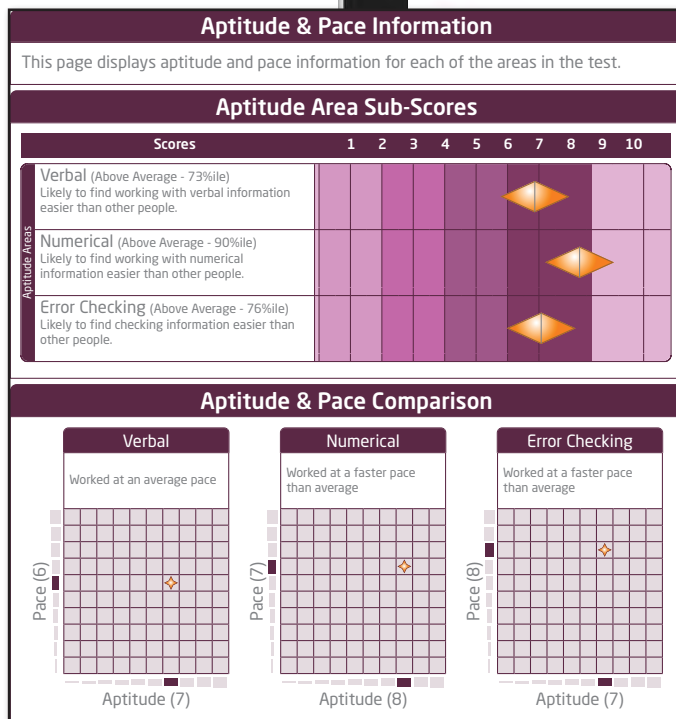 Aptitude & Pace Information
This page displays aptitude and pace information for each of the areas in the test.
Aptitude Area Sub-Scores
Scores 1 2 3 4 5 6 7 8 9 10
Aptitude Areas
Verbal (Above Average - 73%ile)
Likely to find working with verbal information
easier than other people.
Numerical (Above Average - 90%ile)
Likely to find working with numerical
information easier than other people.
Error Checking (Above Average - 76%ile)
Likely to find checking information easier than
other people.
Aptitude & Pace Comparison
Verbal
Worked at an average pace
Pace (6)
Aptitude (7)
Numerical
Worked at a faster pace
than average
Pace (7)
Aptitude (8)
Error Checking
Worked at a faster pace
than average
Pace (8)
Aptitude (7)